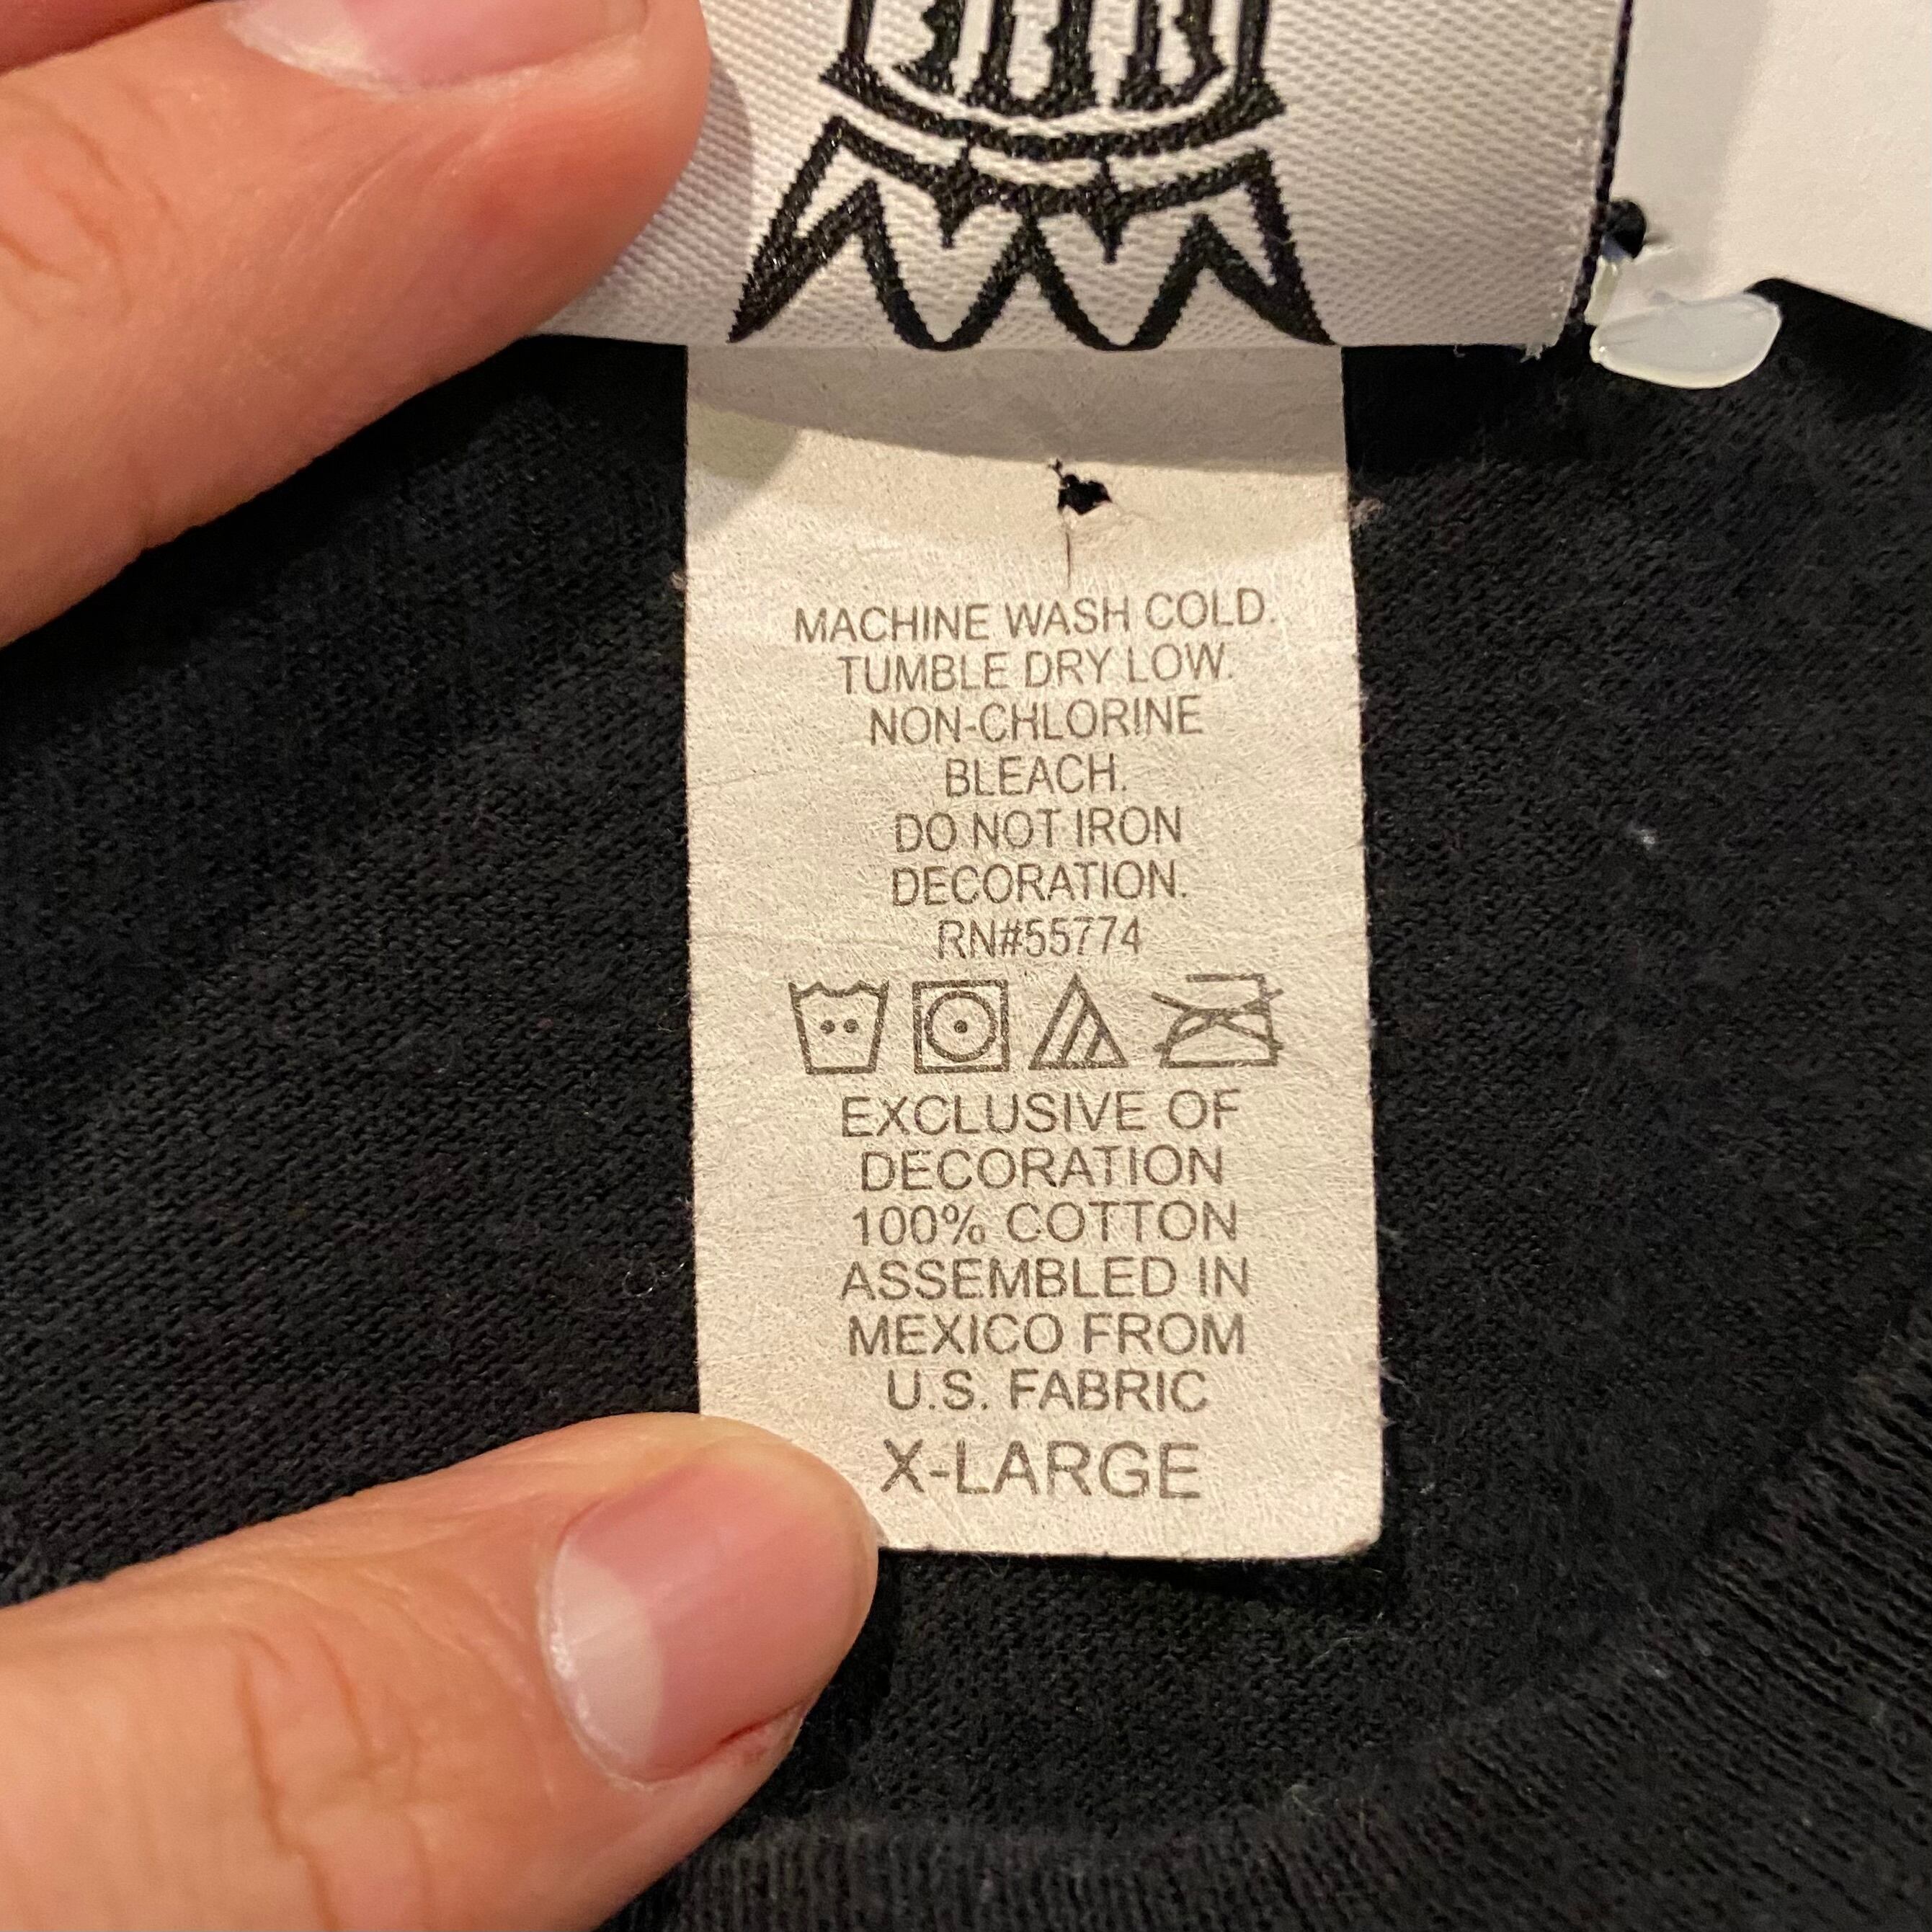 MACHINE WASH COLD.
TUMBLE DRY LOW.
NON-CHLORINE
BLEACH.
DO NOT IRON
DECORATION.
RN#55774
EXCLUSIVE OF
DECORATION
100% COTTON
ASSEMBLED IN
MEXICO FROM
U.S. FABRIC
X-LARGE